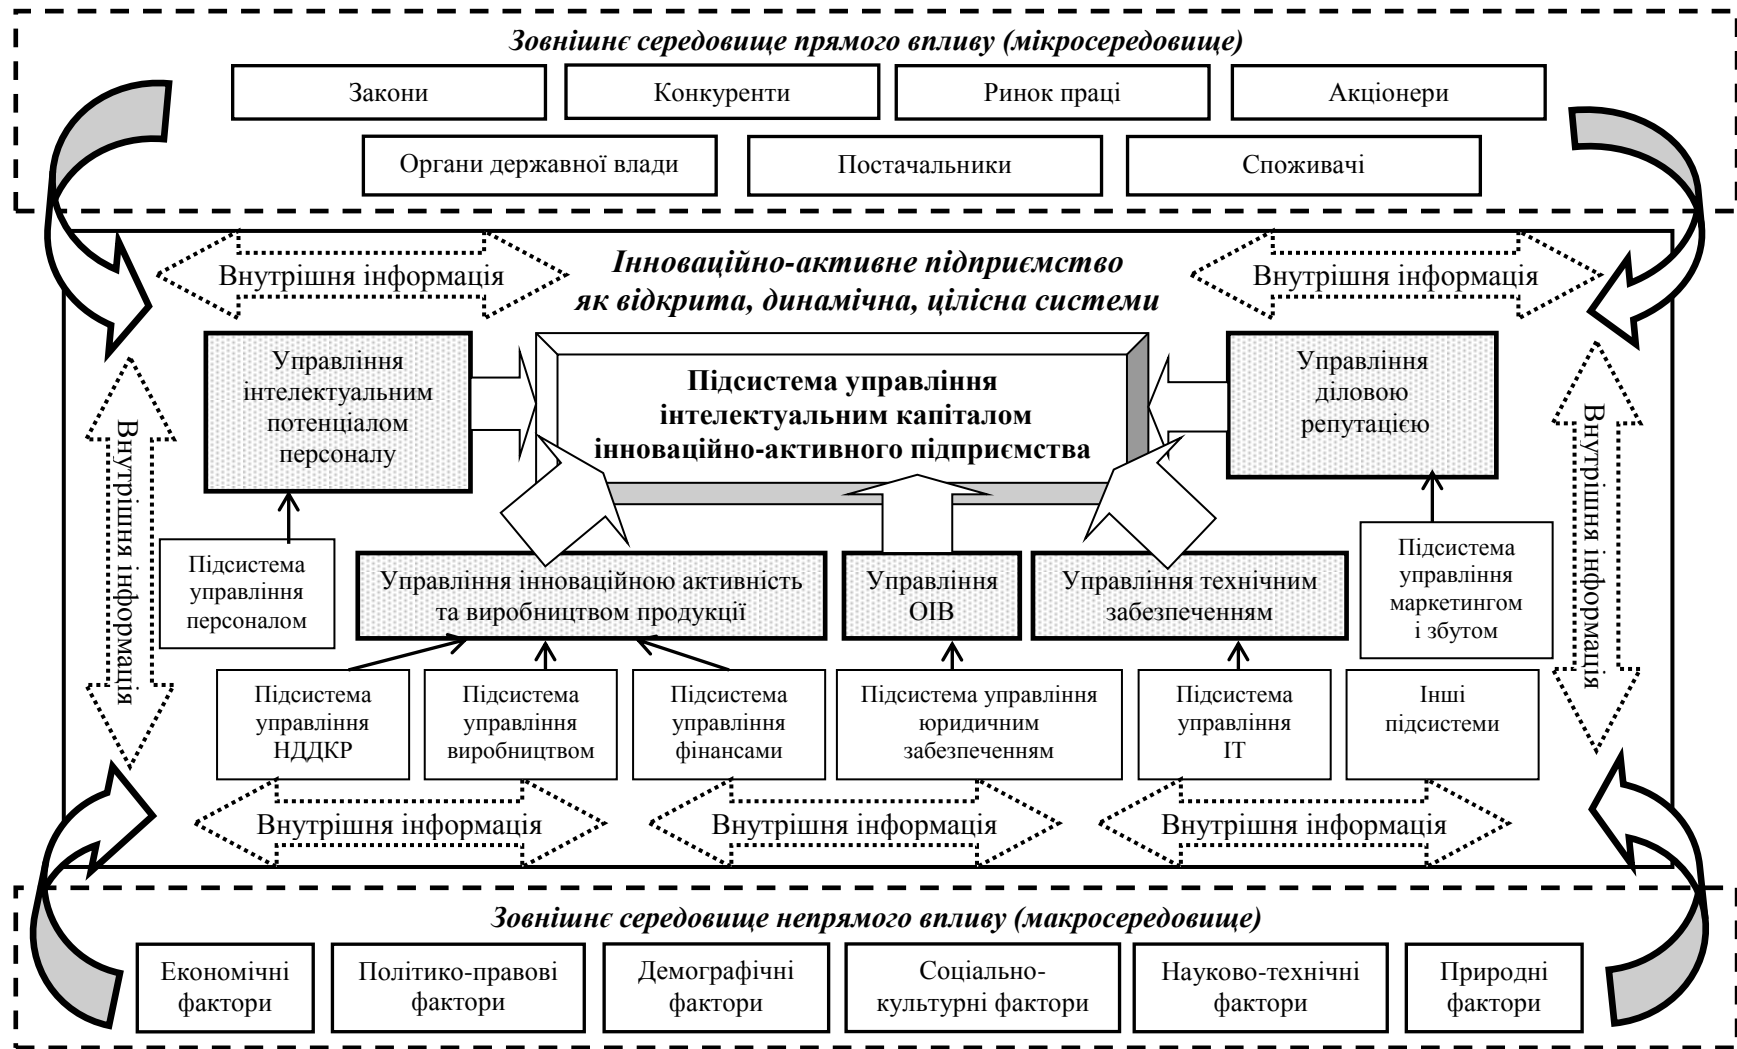 Зовнішнє середовище прямого впливу (мікросередовище)
Закони
Конкуренти
Ринок праці
Акціонери
Органи державної влади
Постачальники
Споживачі
Внутрішня інформація
Інноваційно-активне підприємство
як відкрита, динамічна, цілісна системи
Внутрішня інформація
Управління
інтелектуальним
потенціалом
персоналу
Підсистема управління
інтелектуальним капіталом
інноваційно-активного підприємства
Управління
діловою
репутацією
Внутрішня інформація
Внутрішня інформація
Підсистема
управління
персоналом
Управління інноваційною активність
та виробництвом продукції
Управління
ОІВ
Управління технічним
забезпеченням
Підсистема
управління
маркетингом
і збутом
Підсистема
управління
НДДКР
Підсистема
управління
виробництвом
Підсистема
управління
фінансами
Підсистема управління
юридичним
забезпеченням
Підсистема
управління
ІТ
Інші
підсистеми
Внутрішня інформація
Внутрішня інформація
Внутрішня інформація
Зовнішнє середовище непрямого впливу (макросередовище)
Економічні
фактори
Політико-правові
фактори
Демографічні
фактори
Соціально-
культурні фактори
Науково-технічні
фактори
Природні
фактори